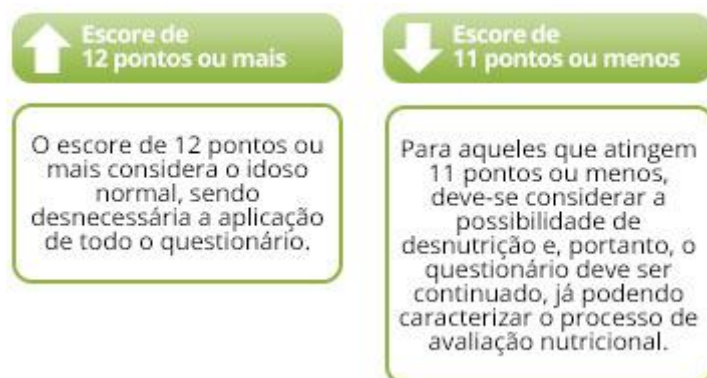 Escore de
12 pontos ou mais
O escore de 12 pontos ou
mais considera o idoso
normal, sendo
desnecessária a aplicação
de todo o questionário.
Escore de
11 pontos ou menos
Para aqueles que atingem
11 pontos ou menos,
deve-se considerar a
possibilidade de
desnutrição e, portanto, o
questionário deve ser
continuado, já podendo
caracterizar o processo de
avaliação nutricional.